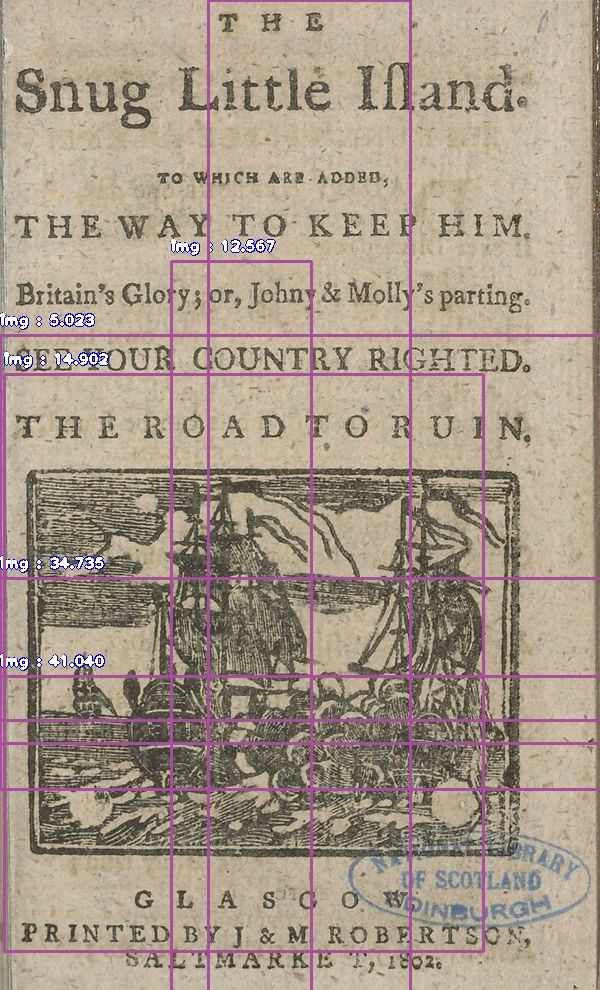 THE
Snug Little Iſland.
TO WHICH ARE ADDED,
THE WAY TO KEEP HIM.
Img : 12.567
Britain's Glory; or, Johny & Molly's parting.
Img : 5.023
SEE YOUR COUNTRY RIGHTED.
Img : 14.902
THE ROAD TO RUIN.
Img : 34.735
Img : 41.040
NATIONAL LIBRARY
OF SCOTLAND
EDINBURGH
GLASGOW
PRINTED BY J & M ROBERTSON,
SALTMARKET, 1802.